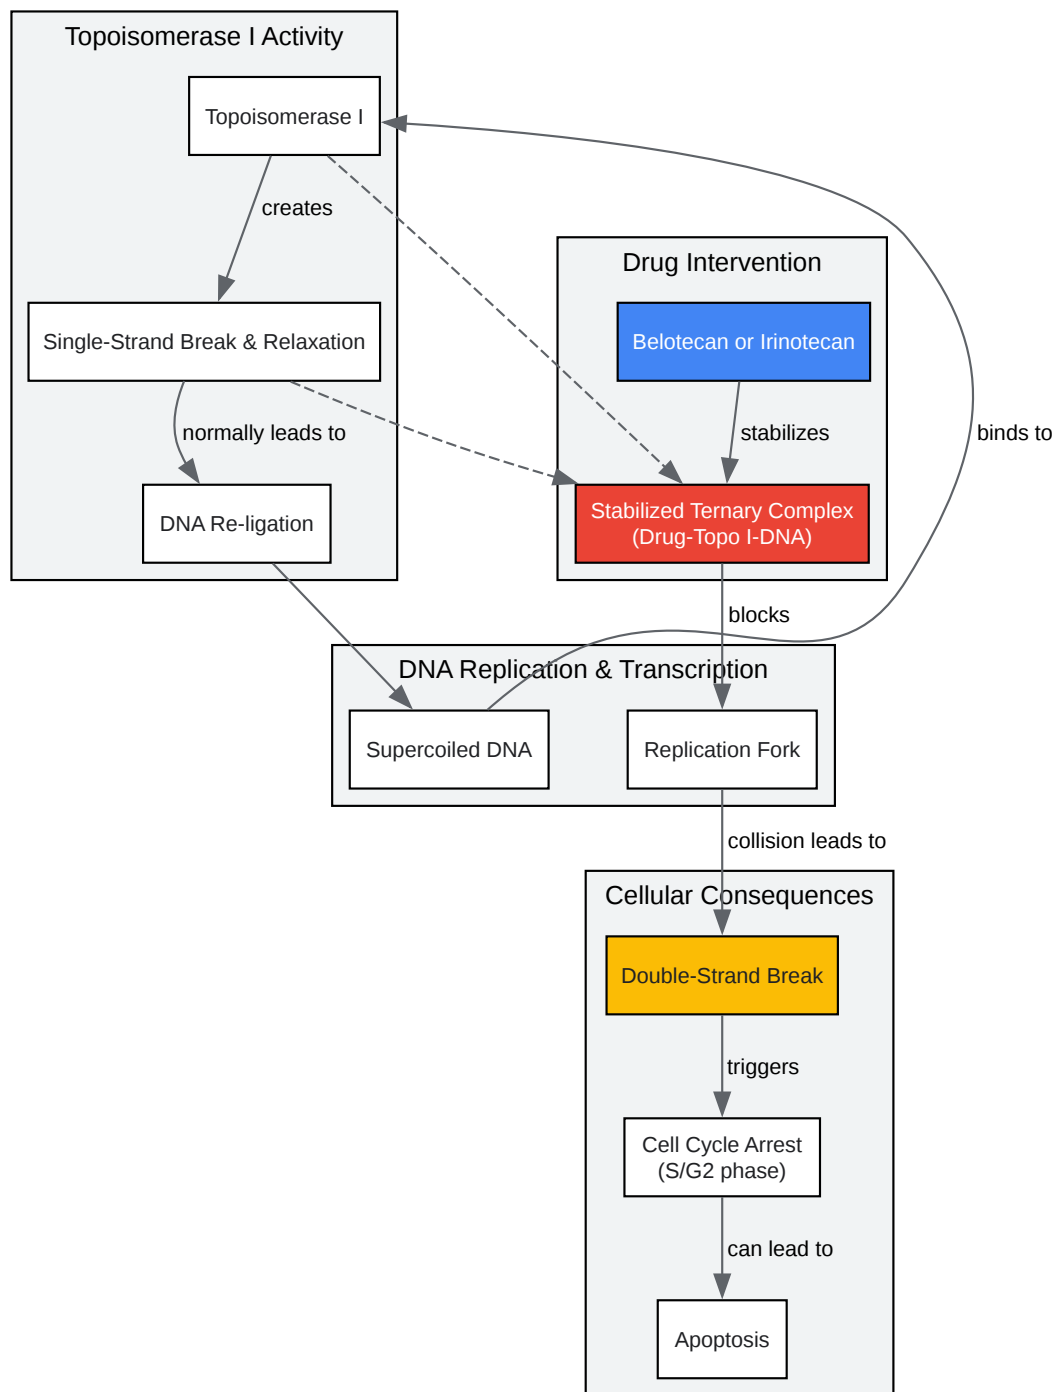 Topoisomerase I Activity
Topoisomerase I
creates
Drug Intervention
Single-Strand Break & Relaxation
Belotecan or Irinotecan
normally leads to
stabilizes
binds to
DNA Re-ligation
Stabilized Ternary Complex
(Drug-Topo I-DNA)
blocks
DNA Replication & Transcription
Supercoiled DNA
Replication Fork
collision leads to
Cellular Consequences
Double-Strand Break
triggers
Cell Cycle Arrest
(S/G2 phase)
can lead to
Apoptosis